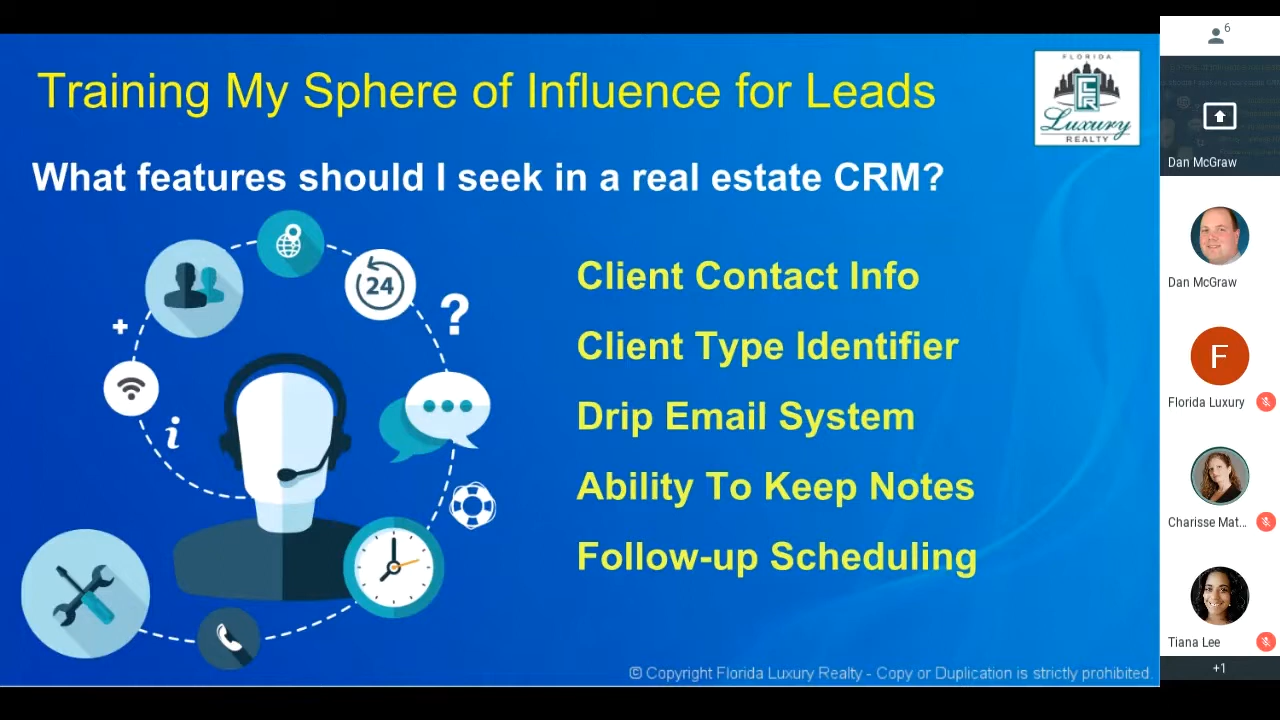 Training My Sphere of Influence for Leads
FLORIDA
FLR
Luxury
REALTY
What features should I seek in a real estate CRM?
24
?
+
i
Client Contact Info
Client Type Identifier
Drip Email System
Ability To Keep Notes
Follow-up Scheduling
© Copyright Florida Luxury Realty - Copy or Duplication is strictly prohibited.
6
Dan McGraw
Dan McGraw
F
Florida Luxury
Charisse Mat...
Tiana Lee
+1